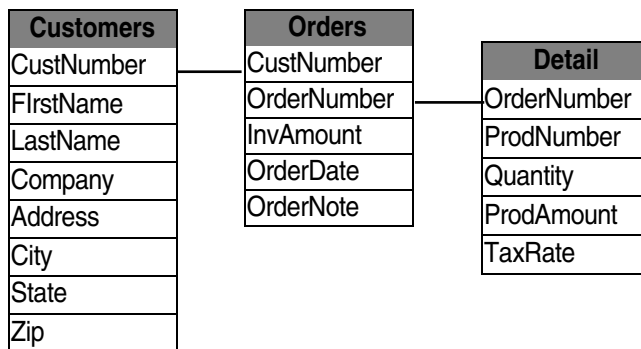 Customers
CustNumber
FIrstName
LastName
Company
Address
City
State
Zip
Orders
CustNumber
OrderNumber
InvAmount
OrderDate
OrderNote
Detail
OrderNumber
ProdNumber
Quantity
ProdAmount
TaxRate